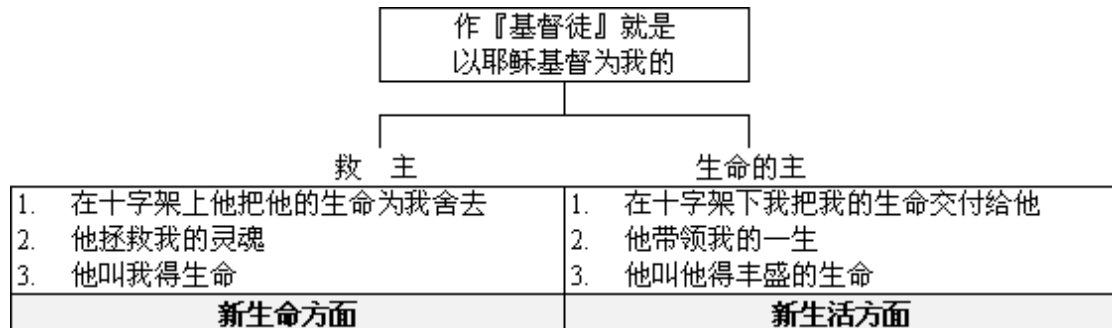 作『基督徒』就是
以耶稣基督为我的
救 主
生命的主
1. 在十字架上他把他的生命为我舍去
2. 他拯救我的灵魂
3. 他叫我得生命
1. 在十字架下我把我的生命交付给他
2. 他带领我的一生
3. 他叫他得丰盛的生命
新生命方面
新生活方面